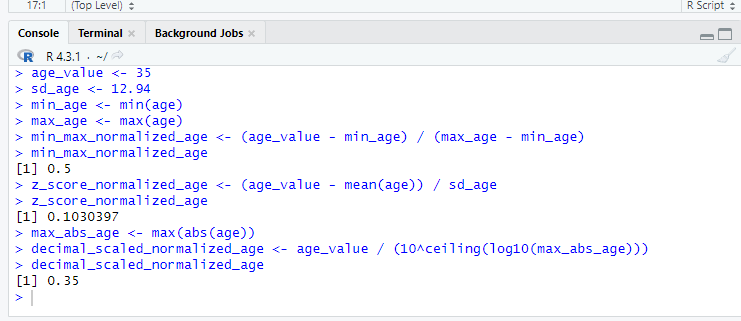 17:1 (Top Level) R Script
Console Terminal Background Jobs
R R 4.3.1 · ~/
> age_value <- 35
> sd_age <- 12.94
> min_age <- min(age)
> max_age <- max(age)
> min_max_normalized_age <- (age_value - min_age) / (max_age - min_age)
> min_max_normalized_age
[1] 0.5
> z_score_normalized_age <- (age_value - mean(age)) / sd_age
> z_score_normalized_age
[1] 0.1030397
> max_abs_age <- max(abs(age))
> decimal_scaled_normalized_age <- age_value / (10^ceiling(log10(max_abs_age)))
> decimal_scaled_normalized_age
[1] 0.35
>